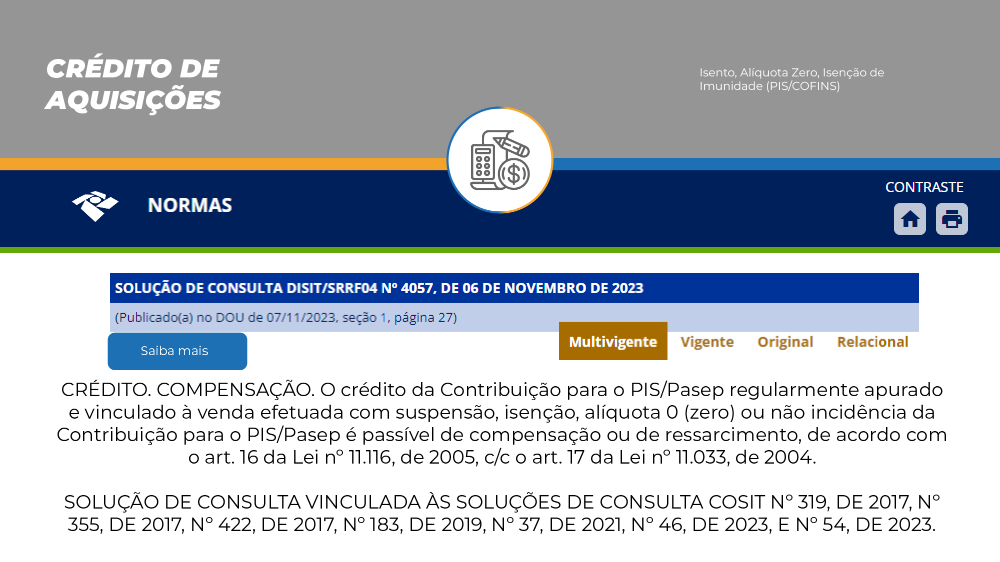 CRÉDITO DE
AQUISIÇÕES
Isento, Alíquota Zero, Isenção de
Imunidade (PIS/COFINS)
NORMAS
CONTRASTE
SOLUÇÃO DE CONSULTA DISIT/SRRF04 Nº 4057, DE 06 DE NOVEMBRO DE 2023
(Publicado(a) no DOU de 07/11/2023, seção 1, página 27)
Multivigente Vigente Original Relacional
Saiba mais
CRÉDITO. COMPENSAÇÃO. O crédito da Contribuição para o PIS/Pasep regularmente apurado
e vinculado à venda efetuada com suspensão, isenção, alíquota 0 (zero) ou não incidência da
Contribuição para o PIS/Pasep é passível de compensação ou de ressarcimento, de acordo com
o art. 16 da Lei nº 11.116, de 2005, c/c o art. 17 da Lei nº 11.033, de 2004.
SOLUÇÃO DE CONSULTA VINCULADA ÀS SOLUÇÕES DE CONSULTA COSIT Nº 319, DE 2017, Nº
355, DE 2017, Nº 422, DE 2017, Nº 183, DE 2019, Nº 37, DE 2021, Nº 46, DE 2023, E Nº 54, DE 2023.